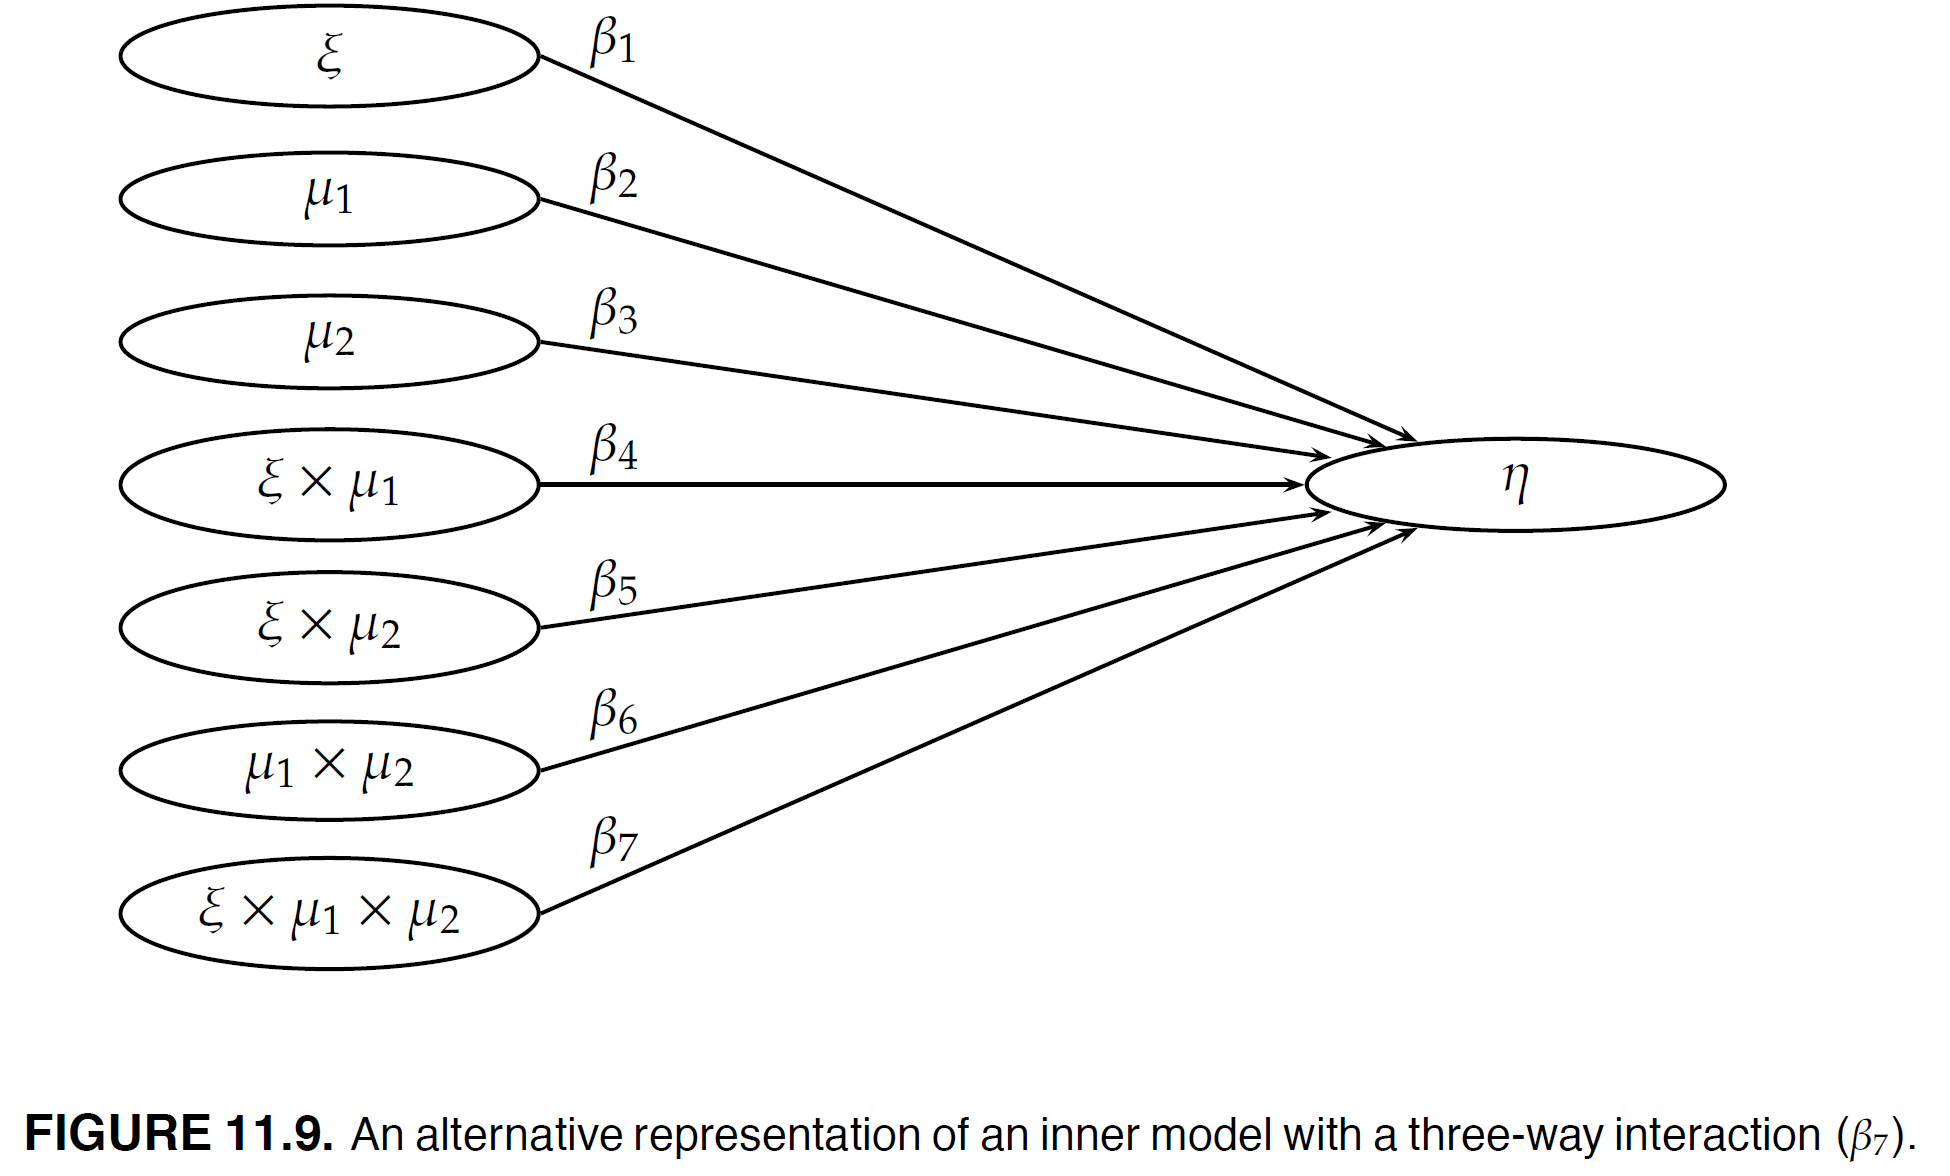 ξ β1
μ1 β2
μ2 β3
ξ × μ1 β4
η
ξ × μ2 β5
μ1 × μ2 β6
ξ × μ1 × μ2 β7
FIGURE 11.9. An alternative representation of an inner model with a three-way interaction (β7).